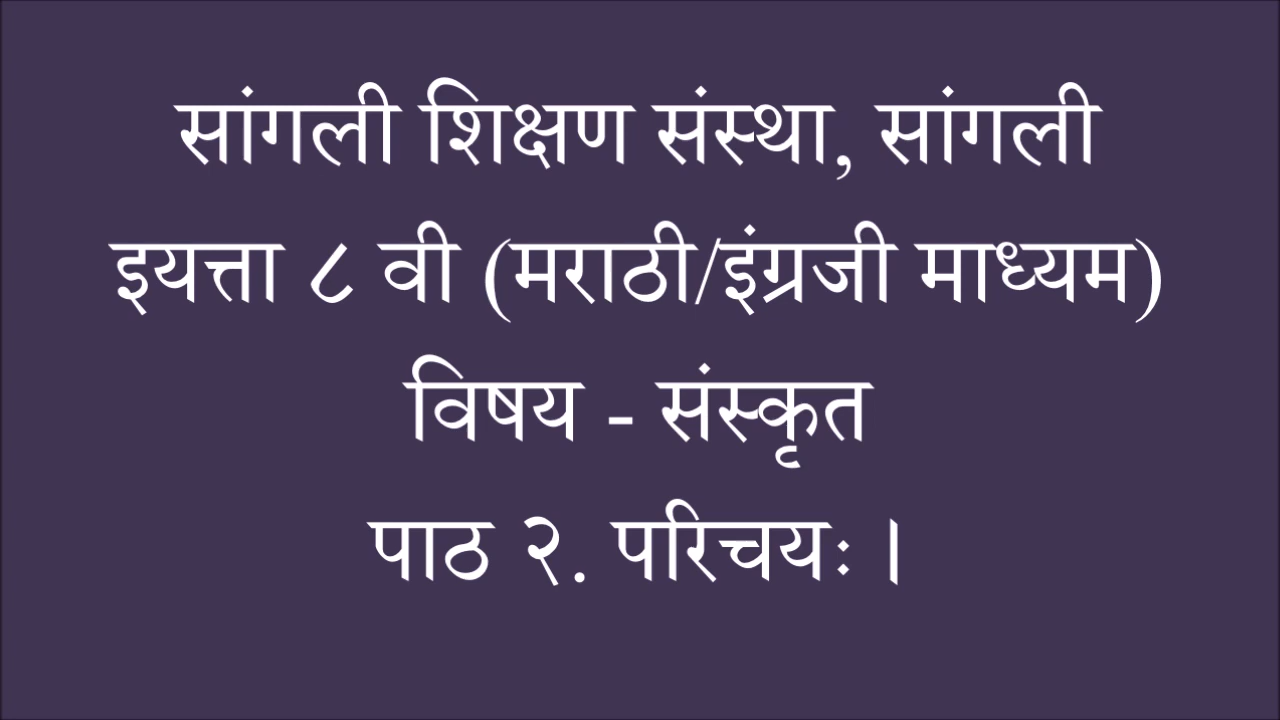 सांगली शिक्षण संस्था, सांगली
इयत्ता ८ वी (मराठी/इंग्रजी माध्यम)
विषय - संस्कृत
पाठ २. परिचयः ।